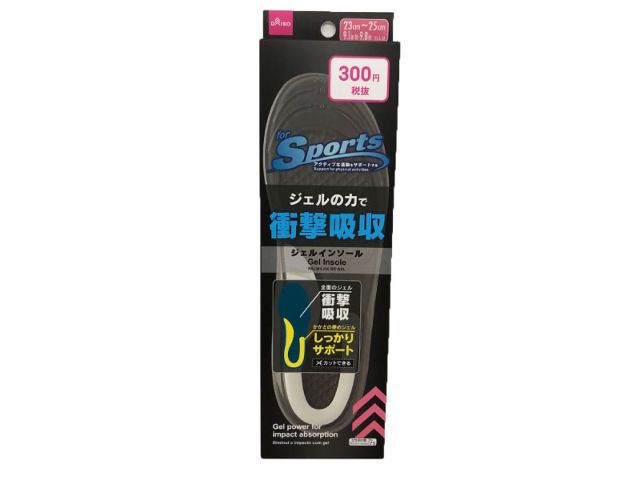 DAISO
23cm～25cm
300円
税抜
for
Sports
アクティブな活動をサポートする
Support for physical activities
ジェルの力で
衝撃吸収
ジェルインソール
Gel Insole
全面のジェル
衝撃
吸収
かかとの硬めジェル
しっかり
サポート
カットできる
Gel power for
impact absorption